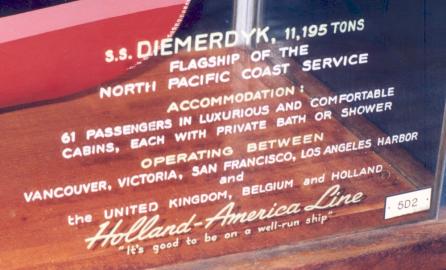 S.S. DIEMERDYK, 11,195 TONS
FLAGSHIP OF THE
NORTH PACIFIC COAST SERVICE
ACCOMMODATION:
61 PASSENGERS IN LUXURIOUS AND COMFORTABLE
CABINS, EACH WITH PRIVATE BATH OR SHOWER
OPERATING BETWEEN
VANCOUVER, VICTORIA, SAN FRANCISCO, LOS ANGELES HARBOR
and
the UNITED KINGDOM, BELGIUM and HOLLAND
Holland-America Line
"It's good to be on a well-run ship"
502